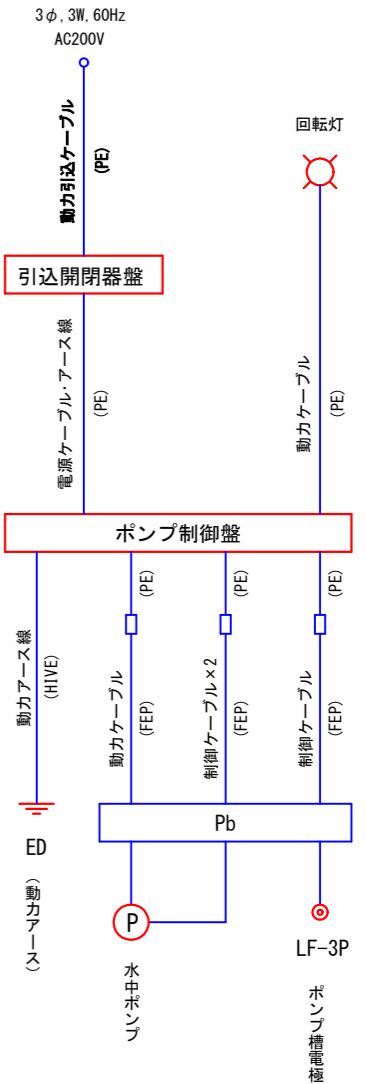 3φ, 3W, 60Hz
AC200V
動力引込ケーブル
(PE)
回転灯
引込開閉器盤
電源ケーブル・アース線
(PE)
動力ケーブル
(PE)
ポンプ制御盤
動力アース線
(HIVE)
動力ケーブル
(PE)
(FEP)
制御ケーブル×2
(PE)
(FEP)
制御ケーブル
(PE)
(FEP)
Pb
ED
(動力アース)
P
水中ポンプ
LF-3P
ポンプ槽電極